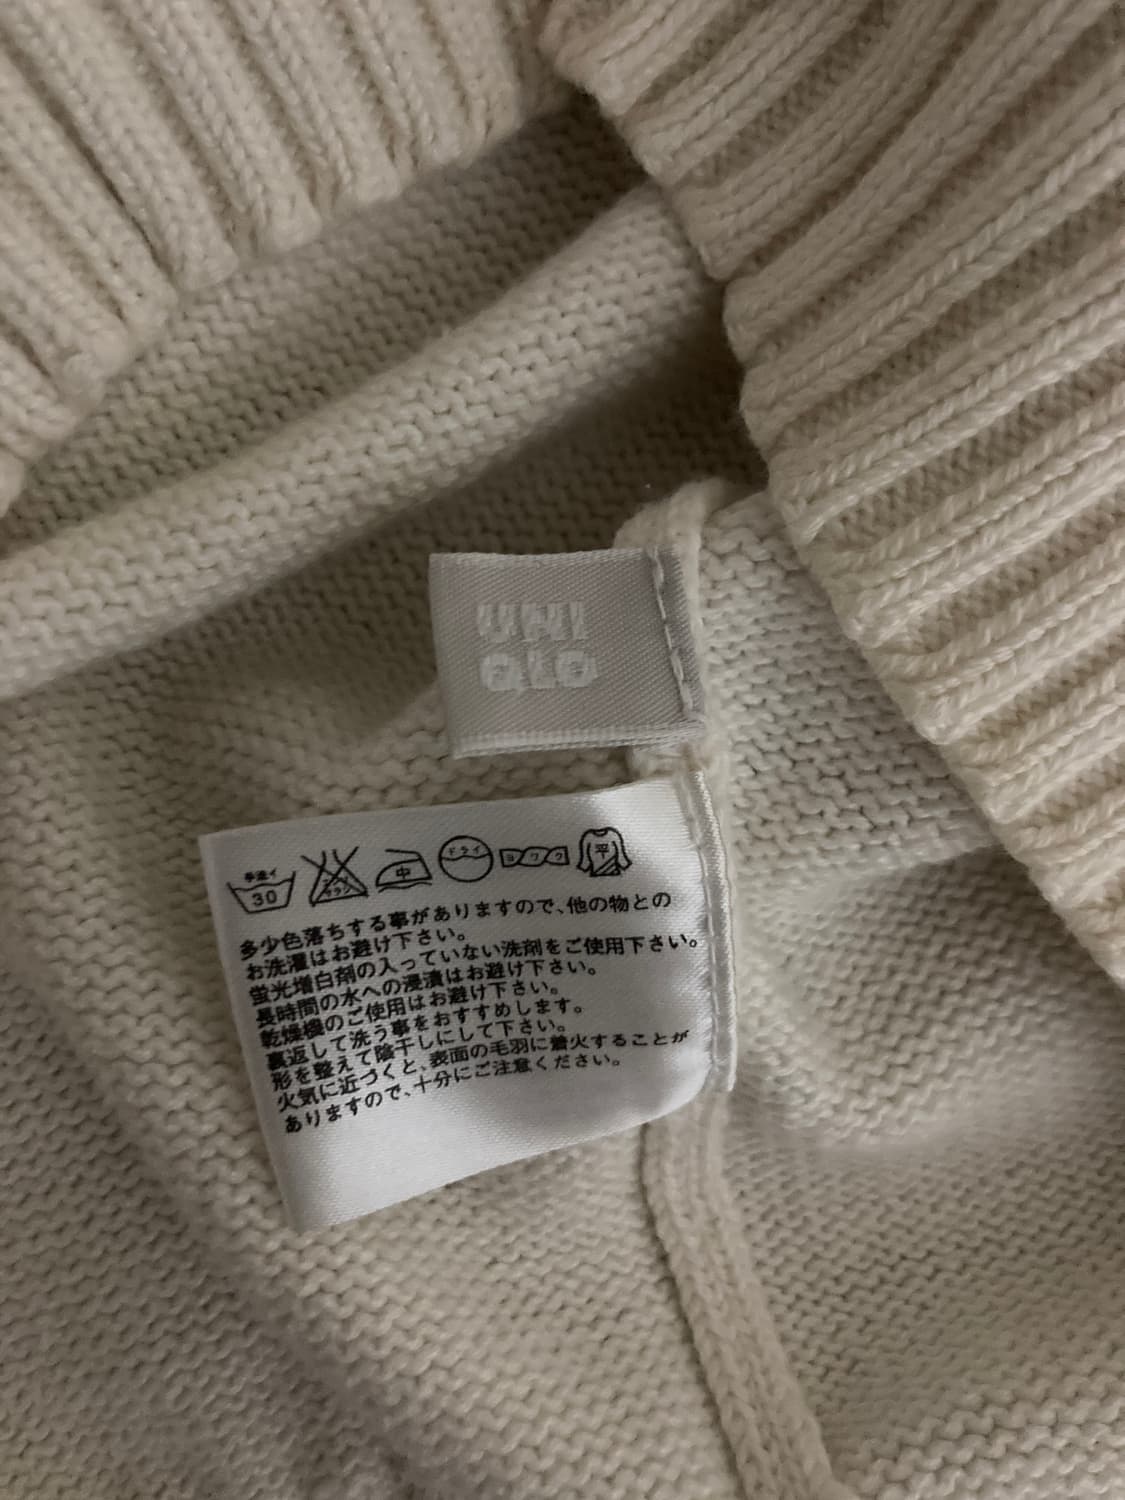 UNI
QLO
手洗イ
30
エンソ
サラシ
中
ドライ
ヨワク
平
多少色落ちする事がありますので、他の物との
お洗濯はお避け下さい。
蛍光増白剤の入っていない洗剤をご使用下さい。
長時間の水への浸漬はお避け下さい。
乾燥機のご使用はお避け下さい。
裏返して洗う事をおすすめします。
形を整えて陰干しにして下さい。
火気に近づくと、表面の毛羽に着火することが
ありますので、十分にご注意ください。